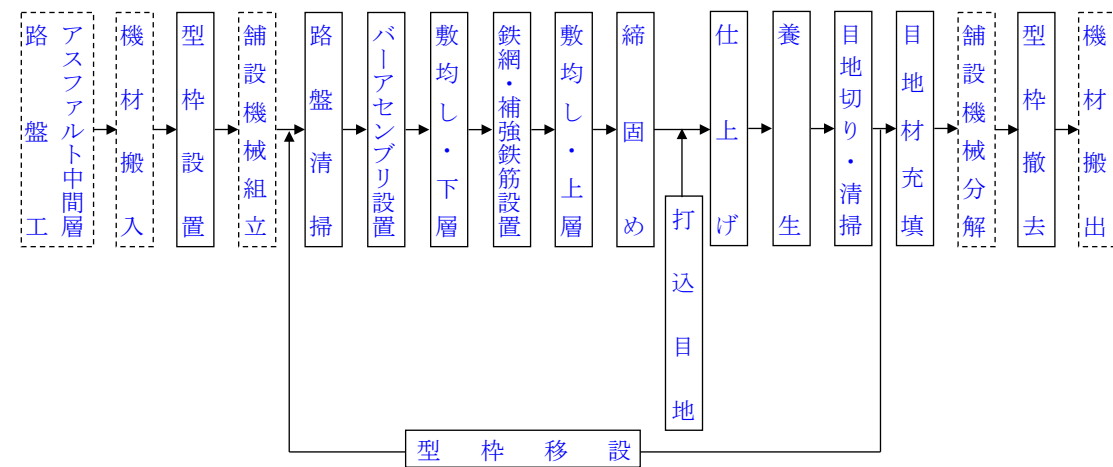 路盤工
アスファルト中間層
機材搬入
型枠設置
舗設機械組立
路盤清掃
バーアセンブリ設置
敷均し・下層
鉄網・補強鉄筋設置
敷均し・上層
締固め
打込目地
仕上げ
養生
目地切り・清掃
目地材充填
舗設機械分解
型枠撤去
機材搬出
型枠移設